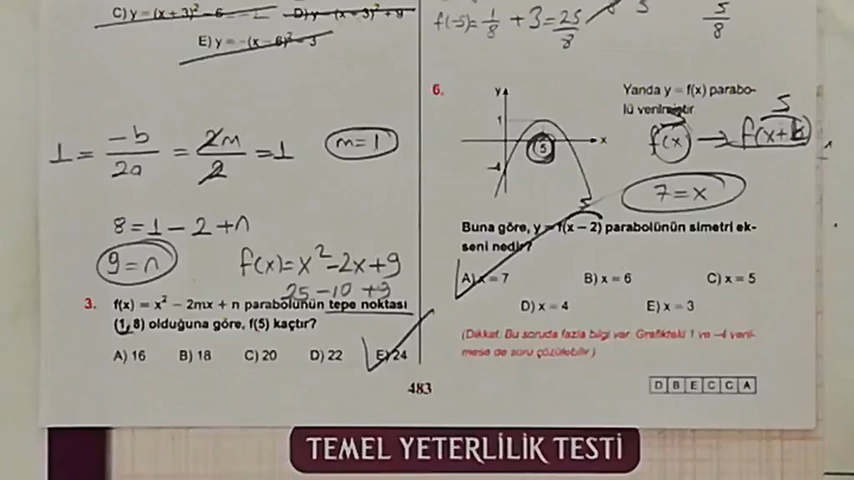 C) y = (x + 3)² - 6 = -2
D) y = (x + 3)² + 9
E) y = -(x - 6)² - 3
1 = -b/2a = 2m/2 = 1
m = 1
8 = 1 - 2 + n
9 = n
f(x) = x² - 2x + 9
25 - 10 + 9
3. f(x) = x² - 2mx + n parabolünün tepe noktası
(1, 8) olduğuna göre, f(5) kaçtır?
A) 16 B) 18 C) 20 D) 22 E) 24
f(-5) = 1/8 + 3 = 25/8
5/8
6.
y
1
5
x
-4
Yanda y = f(x) parabo-
lü verilmiştir.
5
f(x) → f(x+
7 = x
Buna göre, y = f(x - 2) parabolünün simetri ek-
seni nedir?
A) x = 7 B) x = 6 C) x = 5
D) x = 4 E) x = 3
(Dikkat. Bu soruda fazla bilgi var. Grafikteki 1 ve -4 veril-
mese de soru çözülebilir.)
483
D B E C C A
TEMEL YETERLİLİK TESTİ